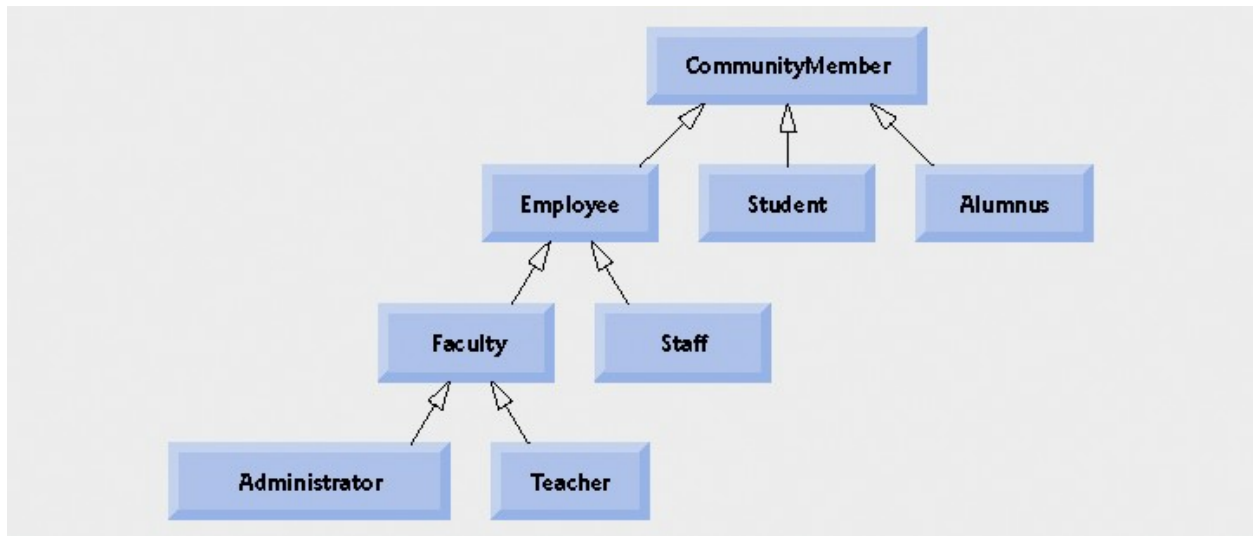 CommunityMember
Employee
Student
Alumnus
Faculty
Staff
Administrator
Teacher